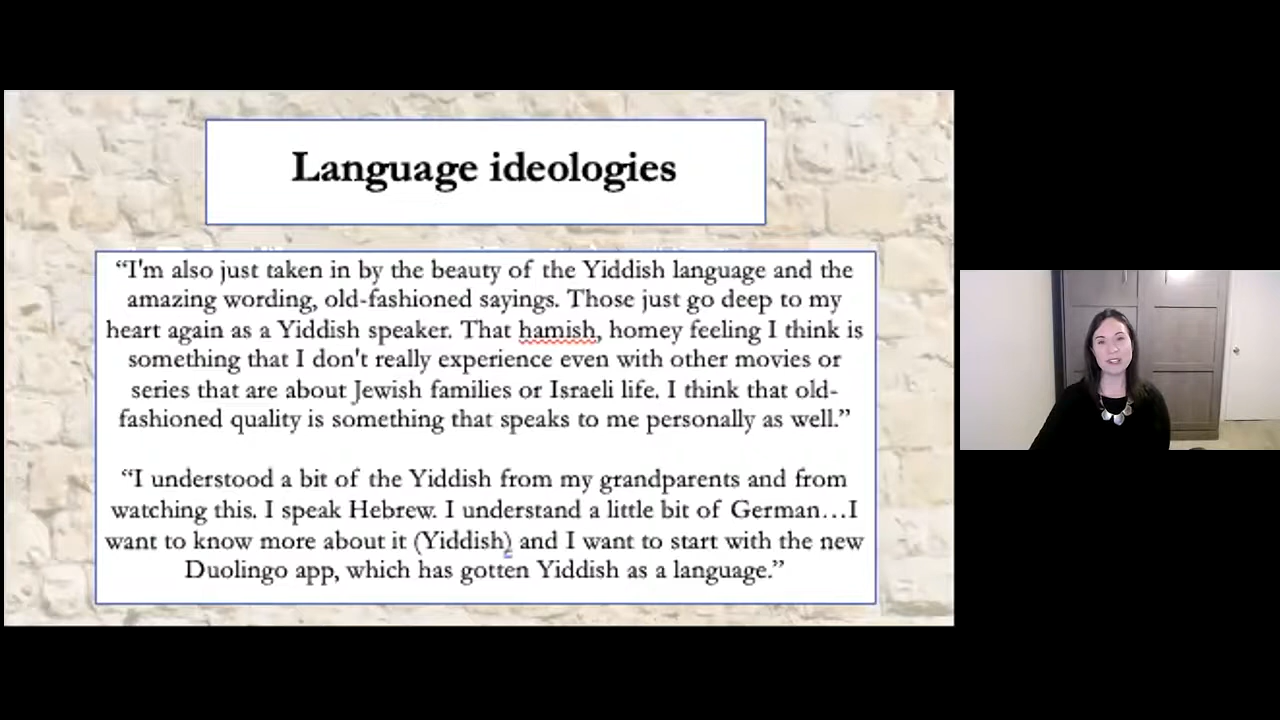 Language ideologies
“I'm also just taken in by the beauty of the Yiddish language and the
amazing wording, old-fashioned sayings. Those just go deep to my
heart again as a Yiddish speaker. That hamish, homey feeling I think is
something that I don't really experience even with other movies or
series that are about Jewish families or Israeli life. I think that old-
fashioned quality is something that speaks to me personally as well.”
“I understood a bit of the Yiddish from my grandparents and from
watching this. I speak Hebrew. I understand a little bit of German…I
want to know more about it (Yiddish) and I want to start with the new
Duolingo app, which has gotten Yiddish as a language.”